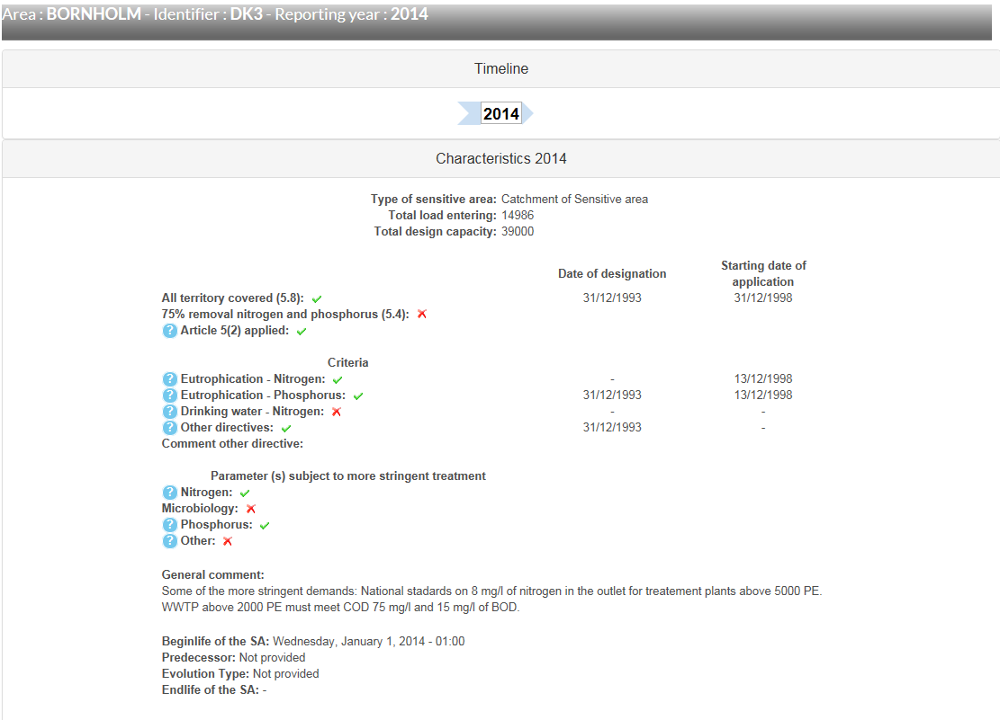 Area : BORNHOLM - Identifier : DK3 - Reporting year : 2014
Timeline
2014
Characteristics 2014
Type of sensitive area: Catchment of Sensitive area
Total load entering: 14986
Total design capacity: 39000
Date of designation Starting date of application
All territory covered (5.8): 31/12/1993 31/12/1998
75% removal nitrogen and phosphorus (5.4):
? Article 5(2) applied:
Criteria
? Eutrophication - Nitrogen: - 13/12/1998
? Eutrophication - Phosphorus: 31/12/1993 13/12/1998
? Drinking water - Nitrogen: - -
? Other directives: 31/12/1993 -
Comment other directive:
Parameter (s) subject to more stringent treatment
? Nitrogen:
Microbiology:
? Phosphorus:
? Other:
General comment:
Some of the more stringent demands: National stadards on 8 mg/l of nitrogen in the outlet for treatement plants above 5000 PE.
WWTP above 2000 PE must meet COD 75 mg/l and 15 mg/l of BOD.
Beginlife of the SA: Wednesday, January 1, 2014 - 01:00
Predecessor: Not provided
Evolution Type: Not provided
Endlife of the SA: -